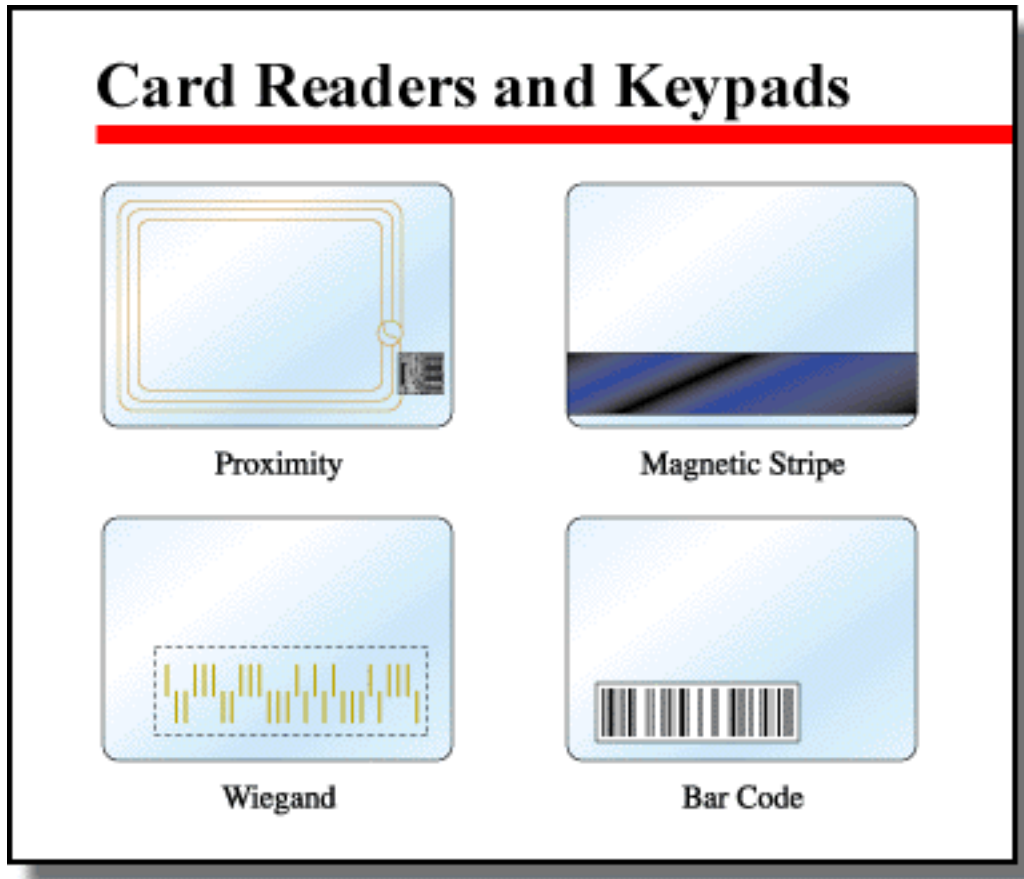 Card Readers and Keypads
Proximity
Magnetic Stripe
Wiegand
Bar Code